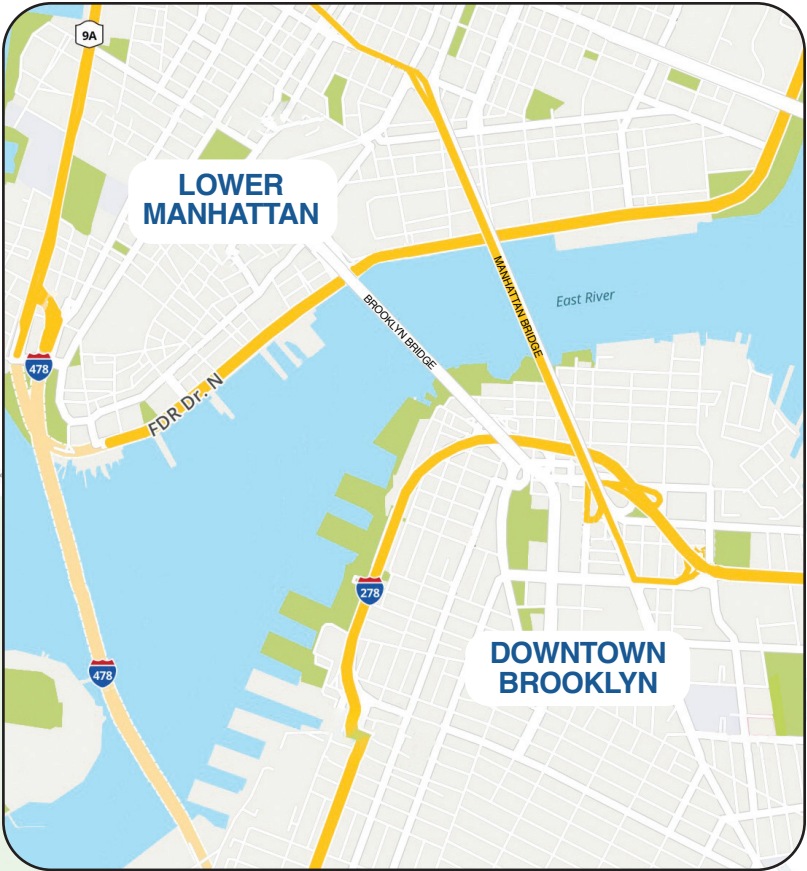 9A
LOWER
MANHATTAN
MANHATTAN BRIDGE
East River
BROOKLYN BRIDGE
478
FDR Dr. N
278
DOWNTOWN
BROOKLYN
478